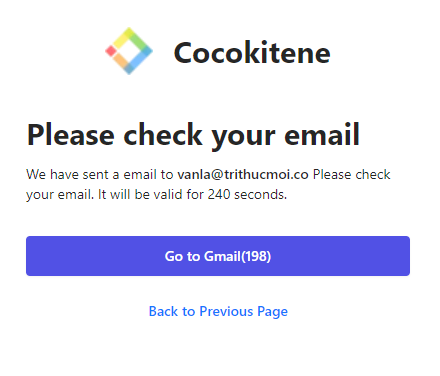 Cocokitene
Please check your email
We have sent a email to vanla@trithucmoi.co Please check
your email. It will be valid for 240 seconds.
Go to Gmail(198)
Back to Previous Page